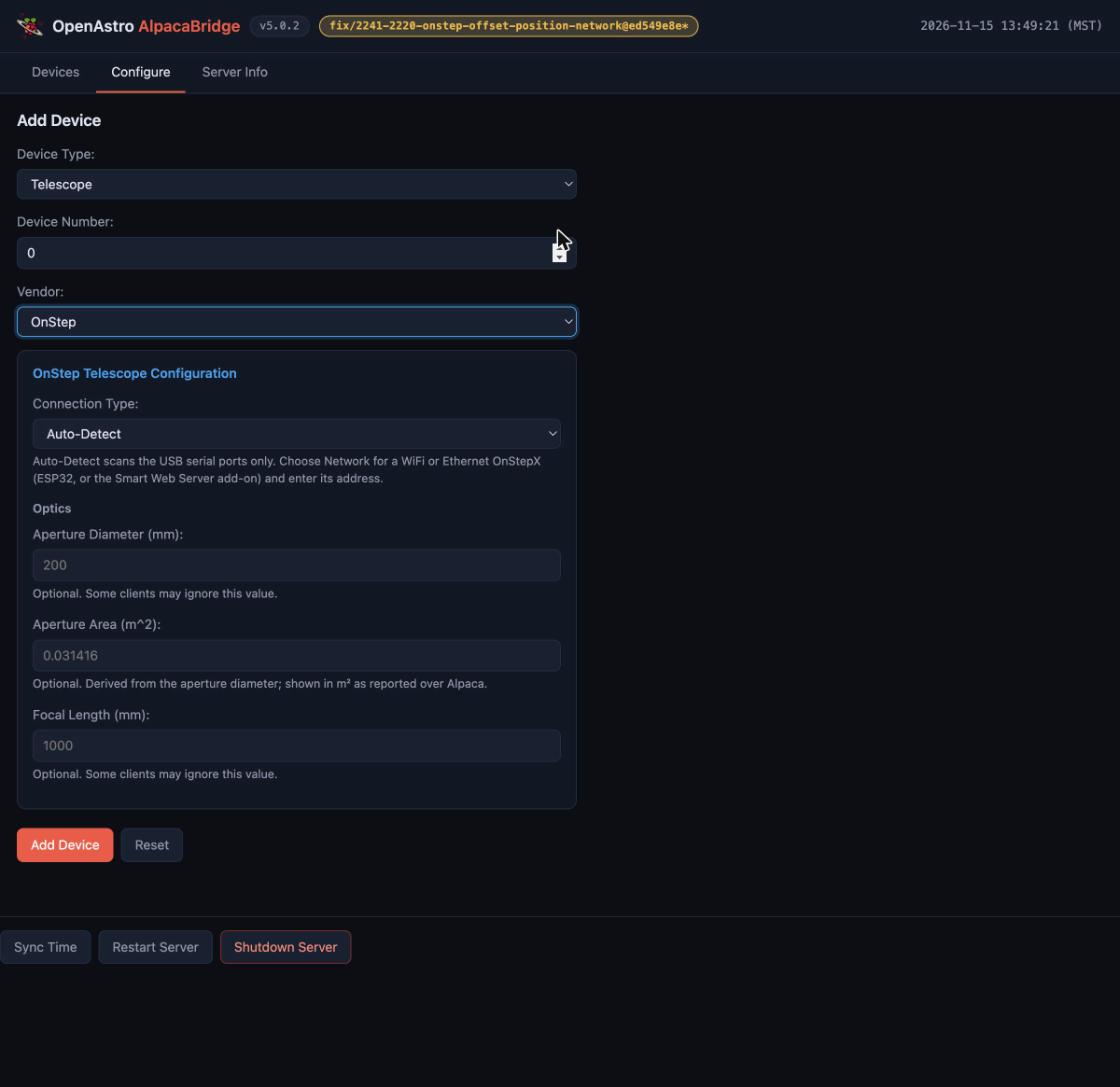 OpenAstro AlpacaBridge v5.0.2 fix/2241-2220-onstep-offset-position-network@ed549e8e* 2026-11-15 13:49:21 (MST)
Devices Configure Server Info
Add Device
Device Type:
Telescope
Device Number:
0
Vendor:
OnStep
OnStep Telescope Configuration
Connection Type:
Auto-Detect
Auto-Detect scans the USB serial ports only. Choose Network for a WiFi or Ethernet OnStepX
(ESP32, or the Smart Web Server add-on) and enter its address.
Optics
Aperture Diameter (mm):
200
Optional. Some clients may ignore this value.
Aperture Area (m^2):
0.031416
Optional. Derived from the aperture diameter; shown in m² as reported over Alpaca.
Focal Length (mm):
1000
Optional. Some clients may ignore this value.
Add Device Reset
Sync Time Restart Server Shutdown Server